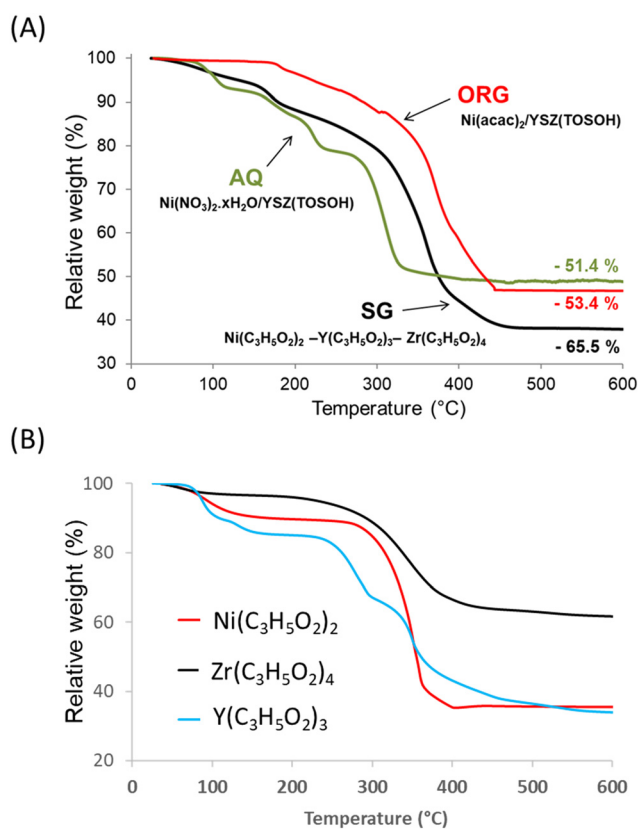 (A)
Relative weight (%)
100
90
80
70
60
50
40
30
ORG
Ni(acac)₂/YSZ(TOSOH)
AQ
Ni(NO₃)₂.xH₂O/YSZ(TOSOH)
- 51.4 %
- 53.4 %
SG
Ni(C₃H₅O₂)₂ –Y(C₃H₅O₂)₃– Zr(C₃H₅O₂)₄
- 65.5 %
0 100 200 300 400 500 600
Temperature (°C)
(B)
Relative weight (%)
100
80
60
40
20
Ni(C₃H₅O₂)₂
Zr(C₃H₅O₂)₄
Y(C₃H₅O₂)₃
0 100 200 300 400 500 600
Temperature (°C)